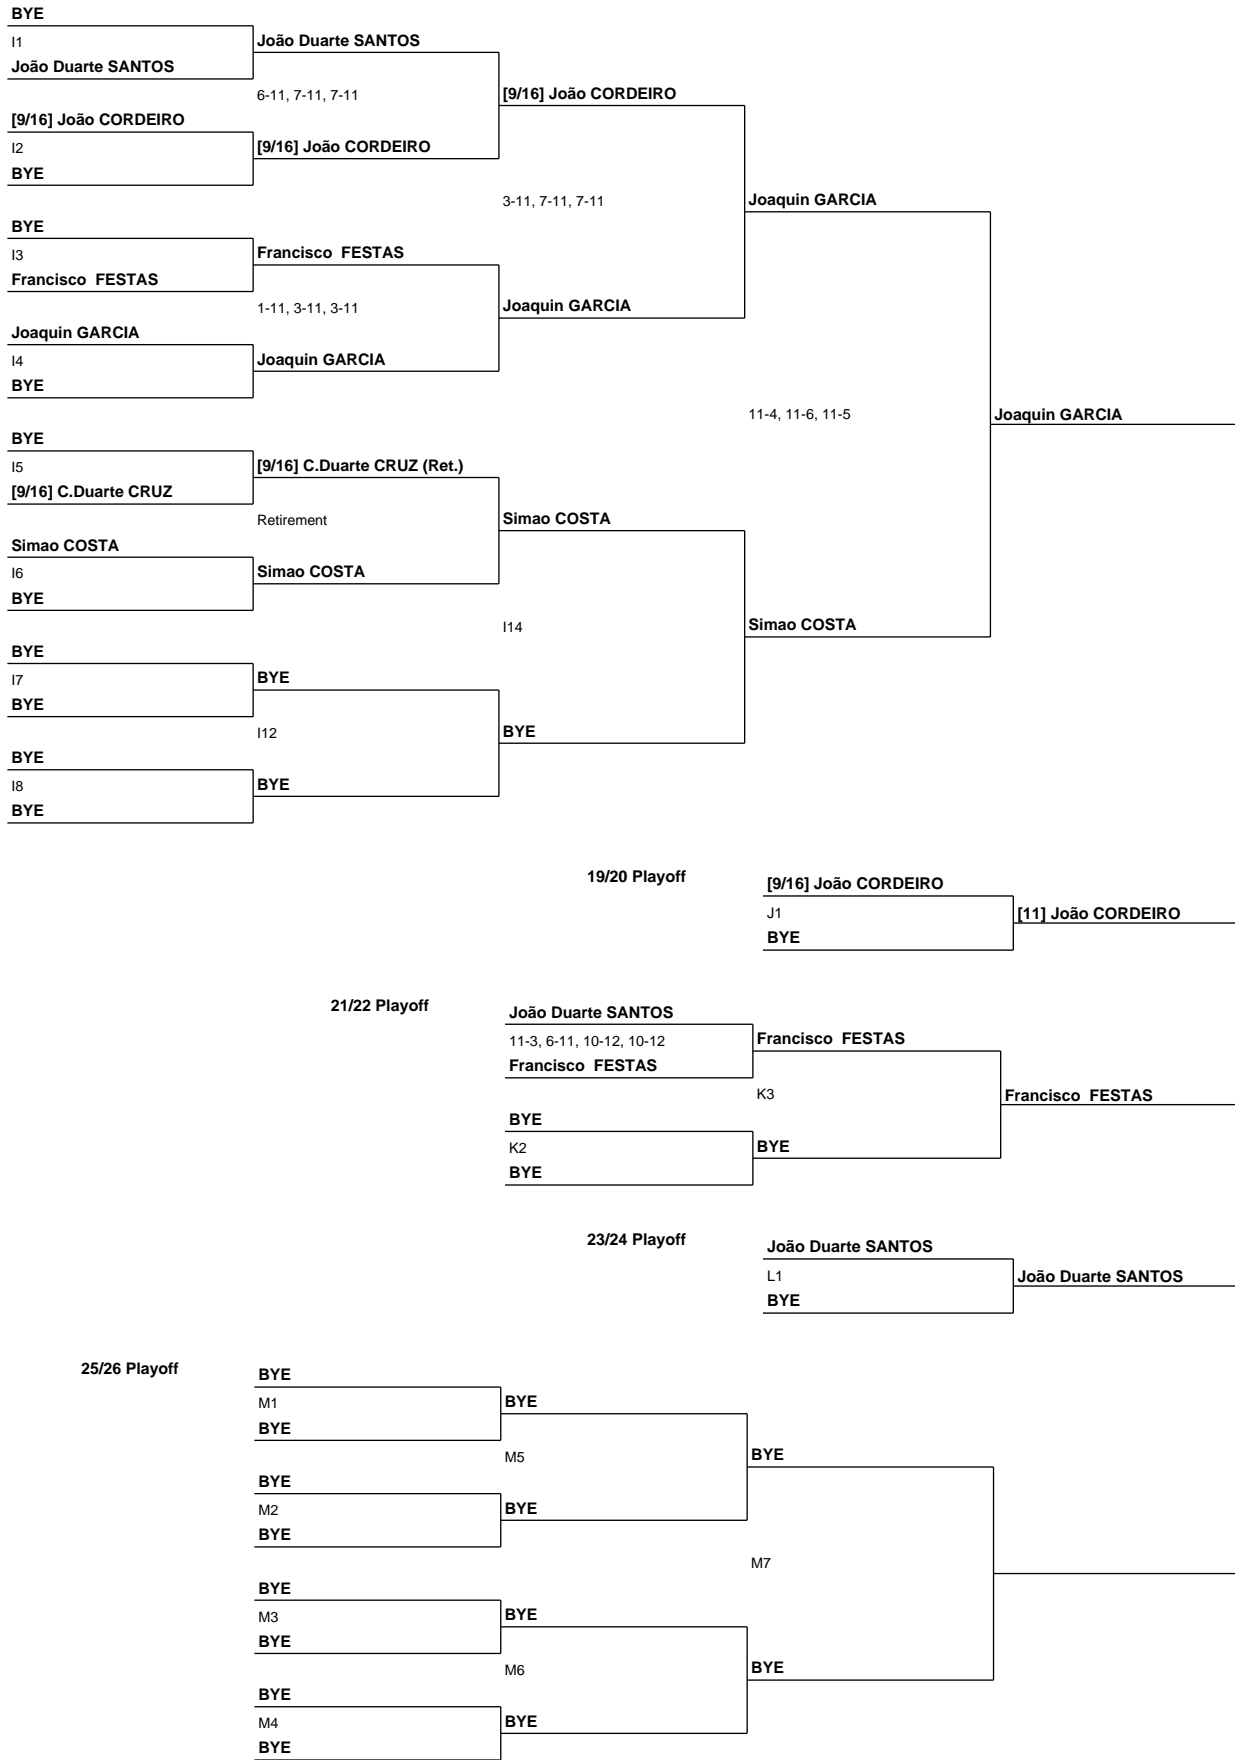 BYE
I1
João Duarte SANTOS
João Duarte SANTOS
6-11, 7-11, 7-11
[9/16] João CORDEIRO
[9/16] João CORDEIRO
I2
[9/16] João CORDEIRO
BYE
3-11, 7-11, 7-11
Joaquin GARCIA
BYE
I3
Francisco  FESTAS
Francisco  FESTAS
1-11, 3-11, 3-11
Joaquin GARCIA
Joaquin GARCIA
I4
Joaquin GARCIA
BYE
11-4, 11-6, 11-5
Joaquin GARCIA
BYE
I5
[9/16] C.Duarte CRUZ (Ret.)
[9/16] C.Duarte CRUZ
Retirement
Simao COSTA
Simao COSTA
I6
Simao COSTA
BYE
I14
Simao COSTA
BYE
I7
BYE
BYE
I12
BYE
BYE
I8
BYE
BYE
19/20 Playoff
[9/16] João CORDEIRO
J1
[11] João CORDEIRO
BYE
21/22 Playoff
João Duarte SANTOS
11-3, 6-11, 10-12, 10-12
Francisco  FESTAS
Francisco  FESTAS
K3
Francisco  FESTAS
BYE
K2
BYE
BYE
23/24 Playoff
João Duarte SANTOS
L1
João Duarte SANTOS
BYE
25/26 Playoff
BYE
M1
BYE
BYE
M5
BYE
BYE
M2
BYE
BYE
M7
BYE
M3
BYE
BYE
M6
BYE
BYE
M4
BYE
BYE